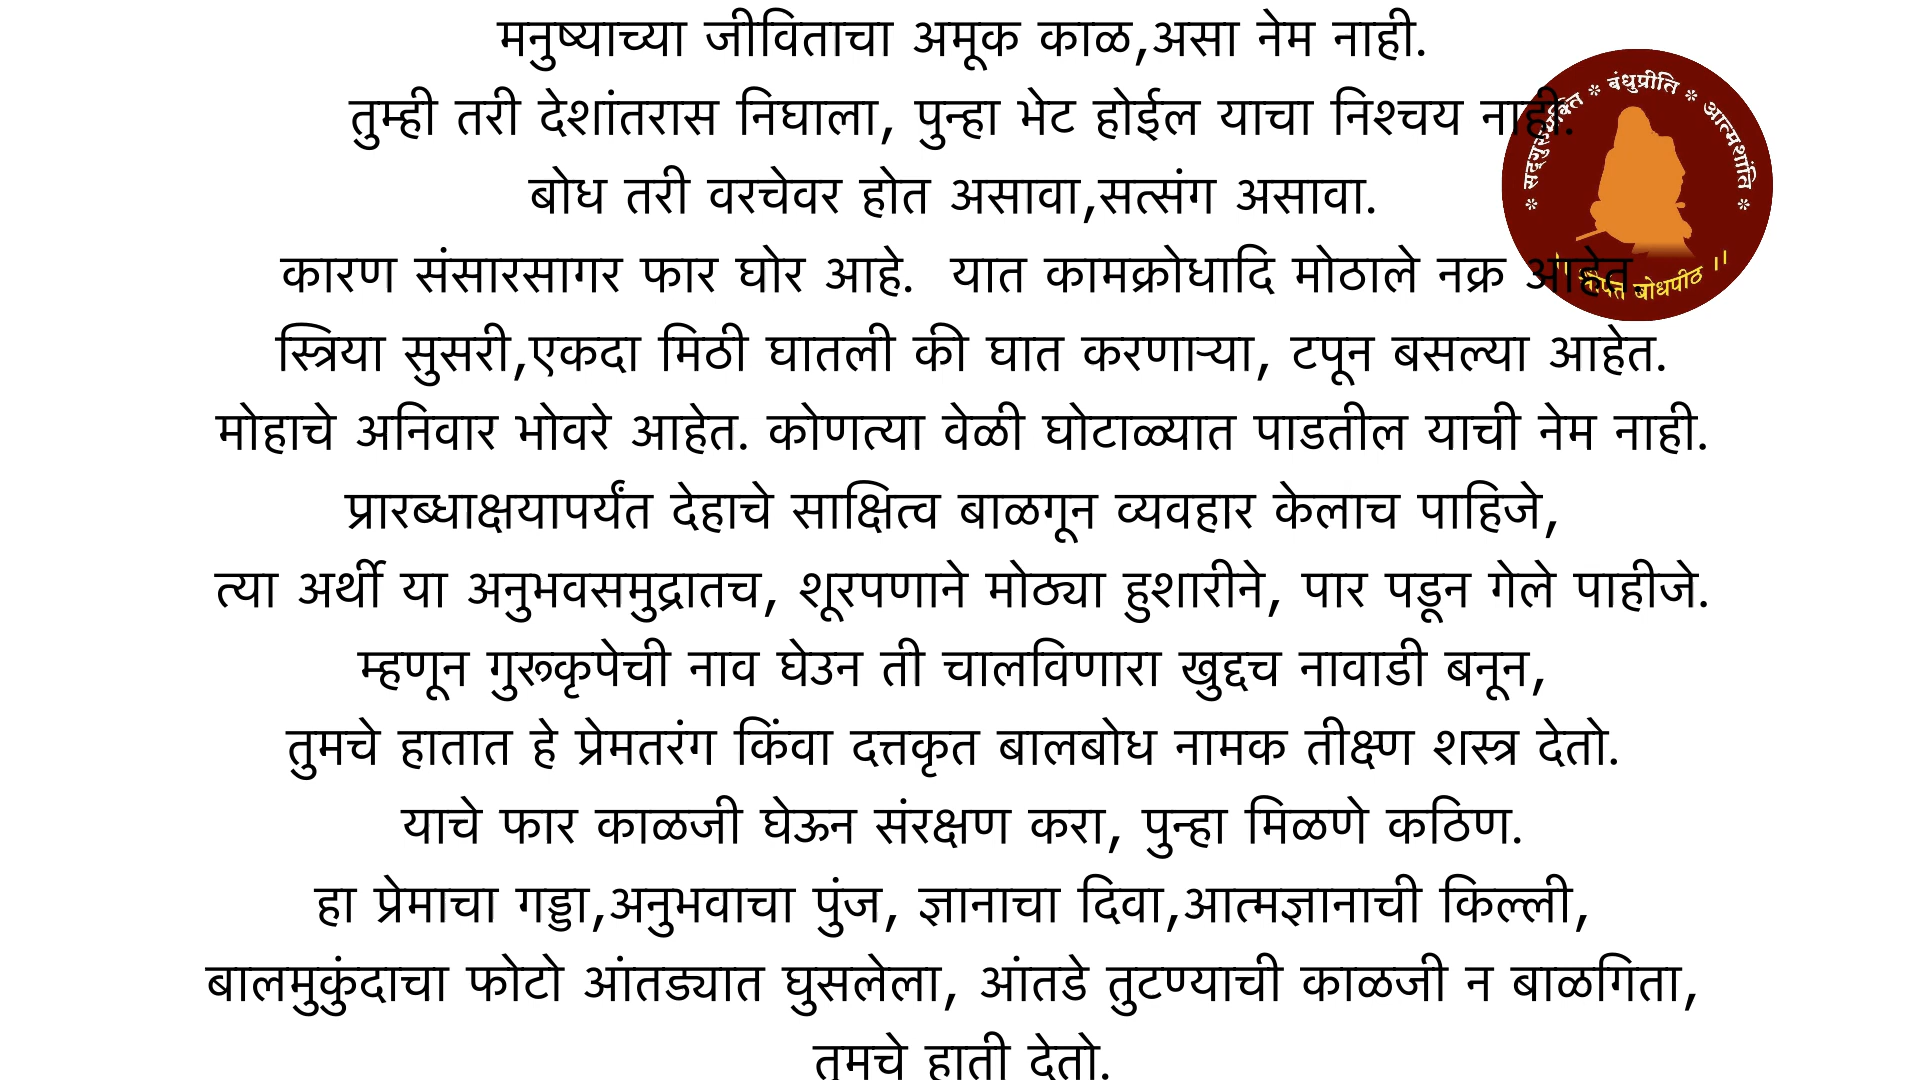 मनुष्याच्या जीविताचा अमूक काळ,असा नेम नाही.
तुम्ही तरी देशांतरास निघाला, पुन्हा भेट होईल याचा निश्चय नाही.
बोध तरी वरचेवर होत असावा,सत्संग असावा.
कारण संसारसागर फार घोर आहे. यात कामक्रोधादि मोठाले नक्र आहेत.
स्त्रिया सुसरी,एकदा मिठी घातली की घात करणाऱ्या, टपून बसल्या आहेत.
मोहाचे अनिवार भोवरे आहेत. कोणत्या वेळी घोटाळ्यात पाडतील याची नेम नाही.
प्रारब्धाक्षयापर्यंत देहाचे साक्षित्व बाळगून व्यवहार केलाच पाहिजे,
त्या अर्थी या अनुभवसमुद्रातच, शूरपणाने मोठ्या हुशारीने, पार पडून गेले पाहीजे.
म्हणून गुरूकृपेची नाव घेउन ती चालविणारा खुद्दच नावाडी बनून,
तुमचे हातात हे प्रेमतरंग किंवा दत्तकृत बालबोध नामक तीक्ष्ण शस्त्र देतो.
याचे फार काळजी घेऊन संरक्षण करा, पुन्हा मिळणे कठिण.
हा प्रेमाचा गड्डा,अनुभवाचा पुंज, ज्ञानाचा दिवा,आत्मज्ञानाची किल्ली,
बालमुकुंदाचा फोटो आंतड्यात घुसलेला, आंतडे तुटण्याची काळजी न बाळगिता,
तुमचे हाती देतो.
* बंधुप्रीति * आत्मशांति *
बोधपीठ ।।